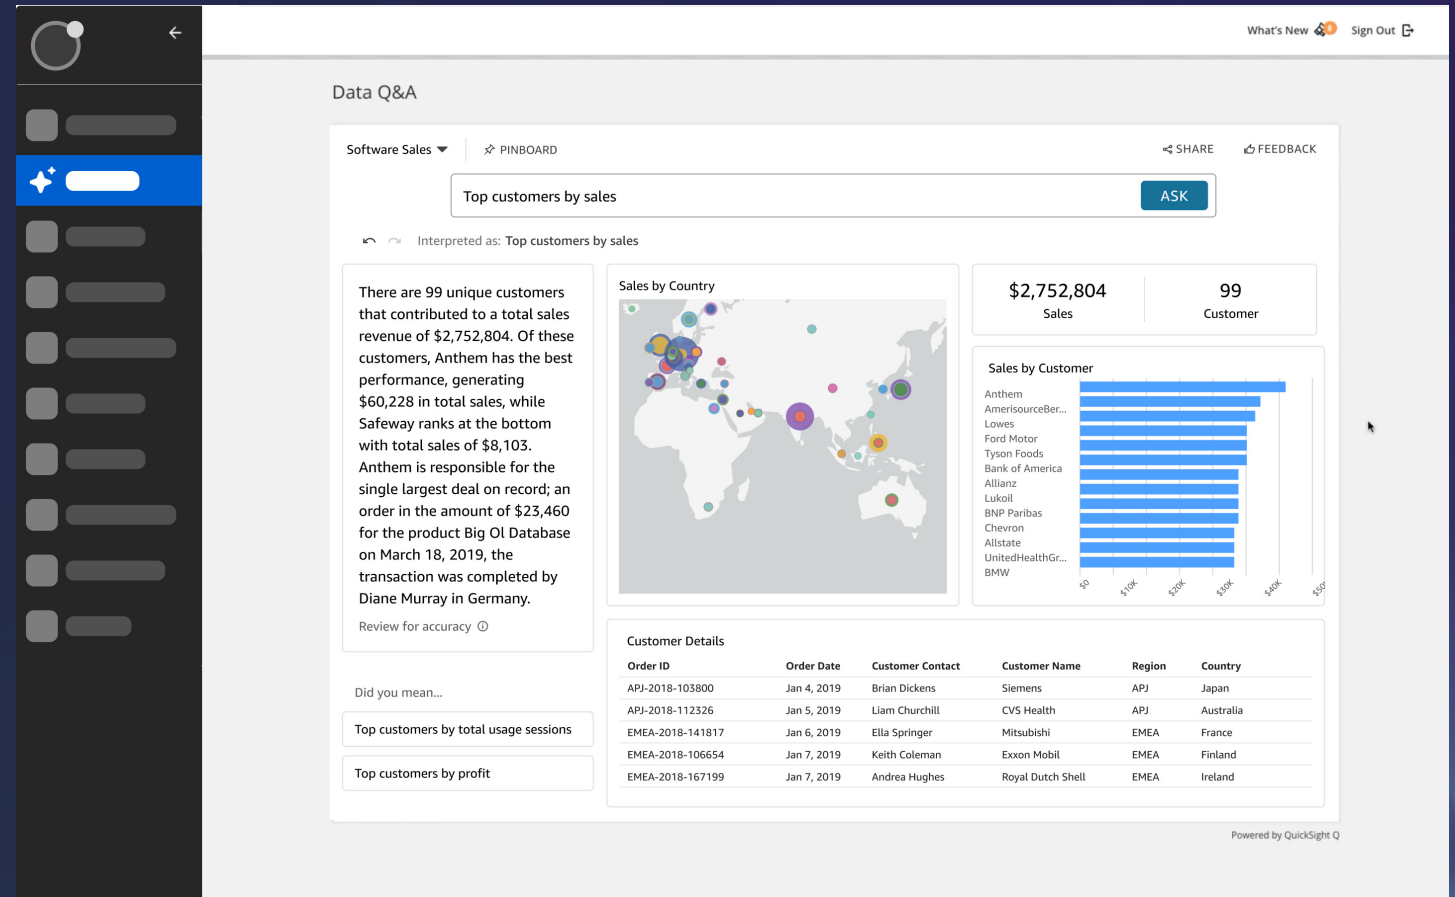 What's New
Sign Out
Data Q&A
Software Sales
PINBOARD
SHARE
FEEDBACK
Top customers by sales
ASK
Interpreted as: Top customers by sales
There are 99 unique customers
that contributed to a total sales
revenue of $2,752,804. Of these
customers, Anthem has the best
performance, generating
$60,228 in total sales, while
Safeway ranks at the bottom
with total sales of $8,103.
Anthem is responsible for the
single largest deal on record; an
order in the amount of $23,460
for the product Big Ol Database
on March 18, 2019, the
transaction was completed by
Diane Murray in Germany.
Review for accuracy
Did you mean...
Top customers by total usage sessions
Top customers by profit
Sales by Country
$2,752,804
Sales
99
Customer
Sales by Customer
Anthem
AmerisourceBer...
Lowes
Ford Motor
Tyson Foods
Bank of America
Allianz
Lukoil
BNP Paribas
Chevron
Allstate
UnitedHealthGr...
BMW
$0 $10K $20K $30K $40K
Customer Details
Order ID Order Date Customer Contact Customer Name Region Country
APJ-2018-103800 Jan 4, 2019 Brian Dickens Siemens APJ Japan
APJ-2018-112326 Jan 5, 2019 Liam Churchill CVS Health APJ Australia
EMEA-2018-141817 Jan 6, 2019 Ella Springer Mitsubishi EMEA France
EMEA-2018-106654 Jan 7, 2019 Keith Coleman Exxon Mobil EMEA Finland
EMEA-2018-167199 Jan 7, 2019 Andrea Hughes Royal Dutch Shell EMEA Ireland
Powered by QuickSight Q